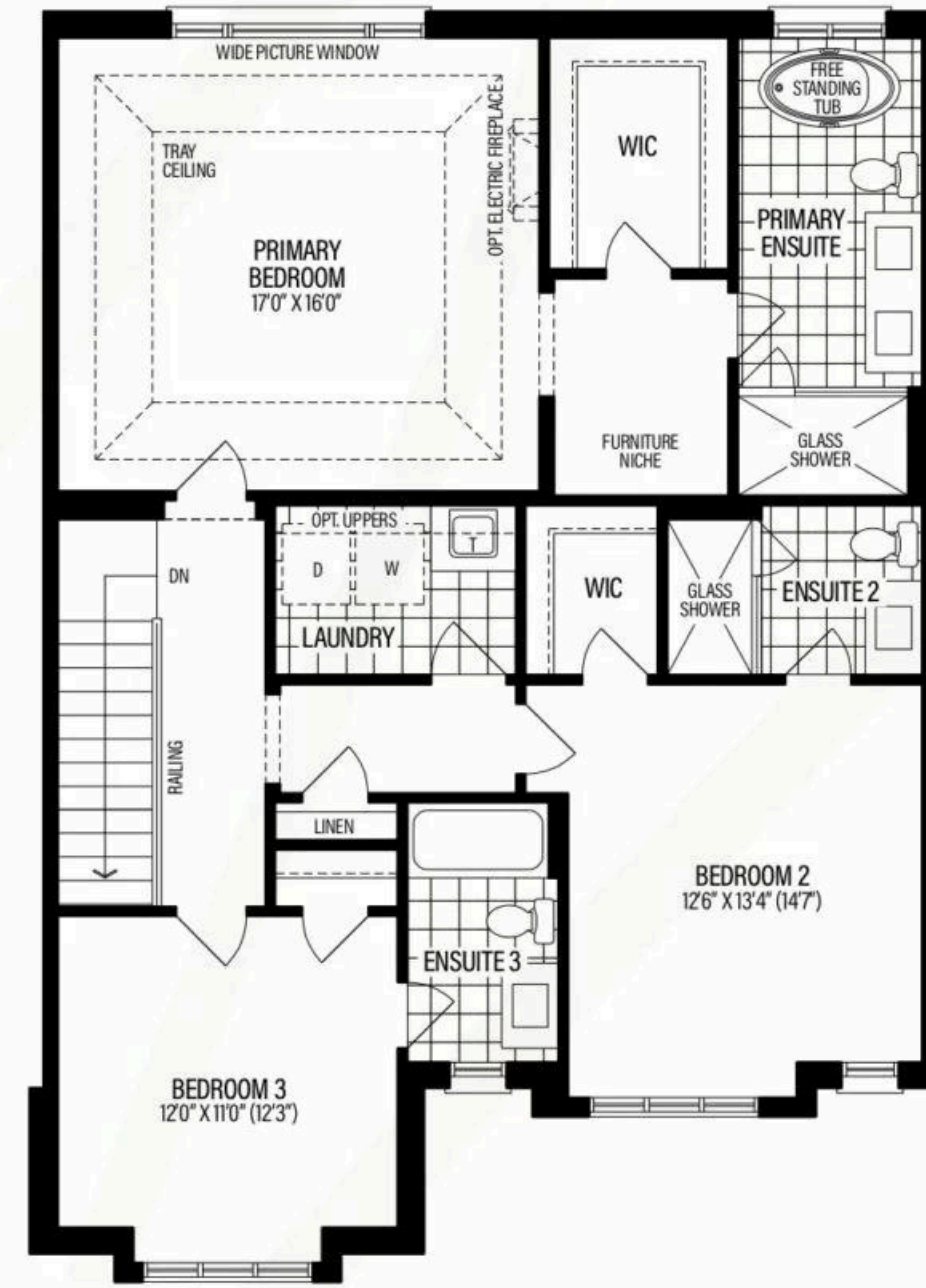 WIDE PICTURE WINDOW
FREE
STANDING
TUB
TRAY
CEILING
OPT. ELECTRIC FIREPLACE
WIC
PRIMARY
BEDROOM
17'0" X 16'0"
PRIMARY
ENSUITE
FURNITURE
NICHE
GLASS
SHOWER
OPT. UPPERS
D
W
T
LAUNDRY
DN
WIC
GLASS
SHOWER
ENSUITE 2
RAILING
LINEN
BEDROOM 2
12'6" X 13'4" (14'7")
ENSUITE 3
BEDROOM 3
12'0" X 11'0" (12'3")